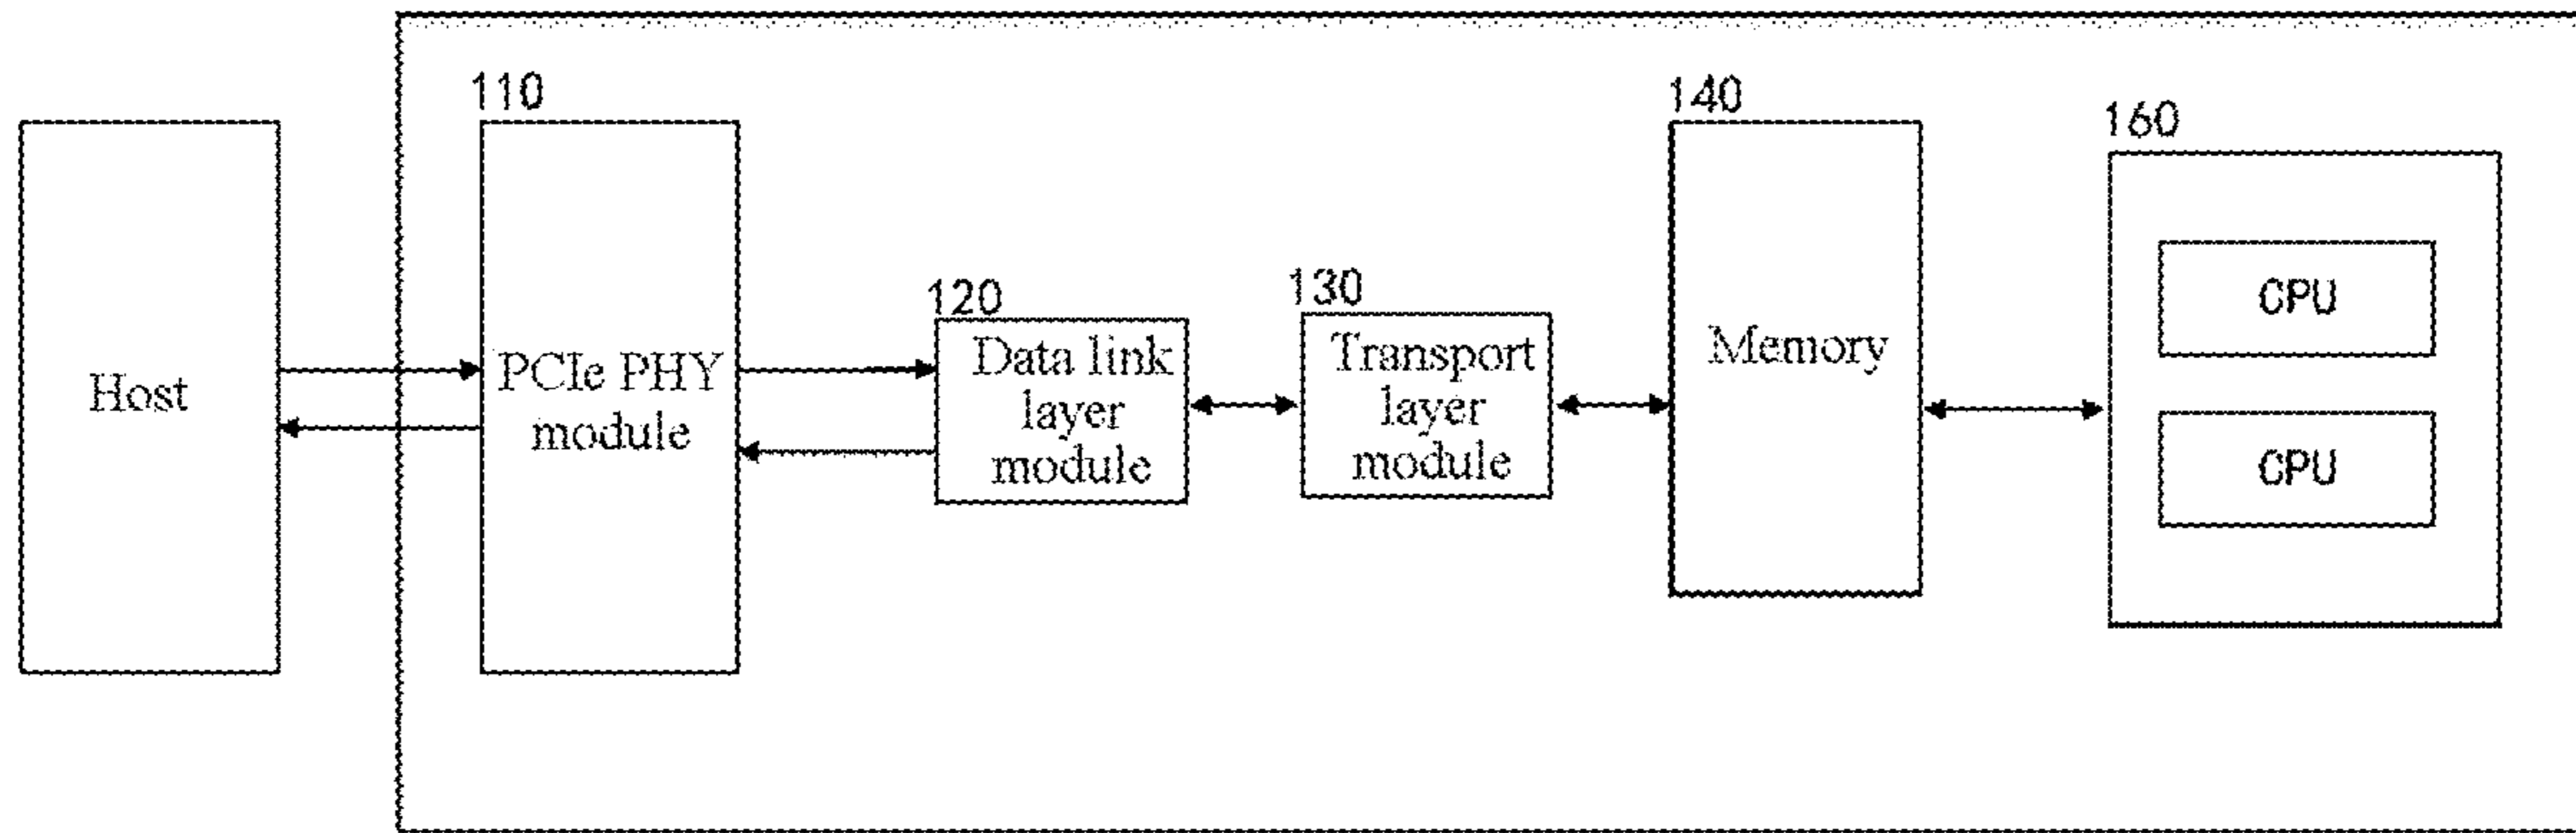 110
140
160
120
130
Host
PCIe PHY
module
Data link
layer
module
Transport
layer
module
Memory
CPU
CPU